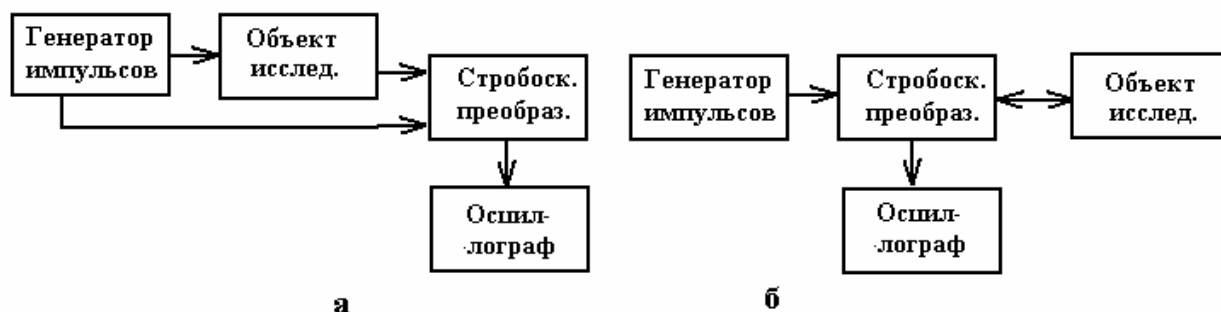 Генератор
импульсов
Объект
исслед.
Стробоск.
преобраз.
Осцил-
лограф
а
Генератор
импульсов
Стробоск.
преобраз.
Объект
исслед.
Осцил-
лограф
б